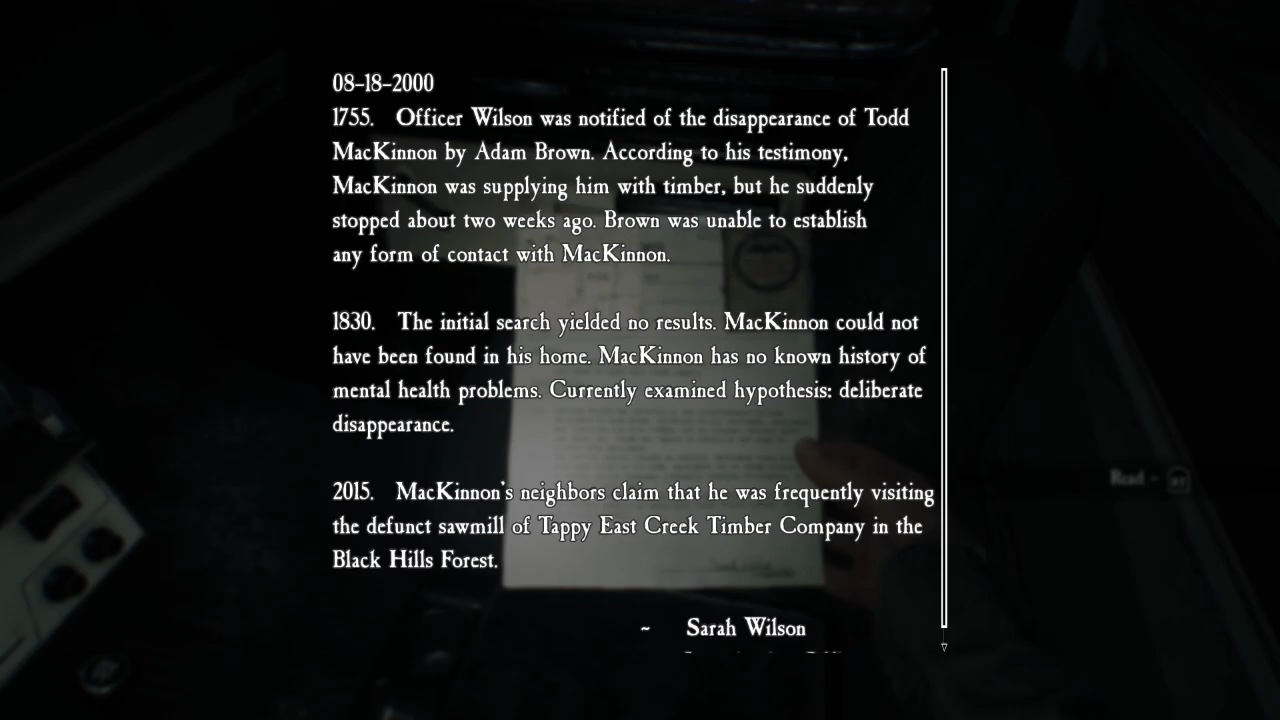 08-18-2000
1755. Officer Wilson was notified of the disappearance of Todd
MacKinnon by Adam Brown. According to his testimony,
MacKinnon was supplying him with timber, but he suddenly
stopped about two weeks ago. Brown was unable to establish
any form of contact with MacKinnon.
1830. The initial search yielded no results. MacKinnon could not
have been found in his home. MacKinnon has no known history of
mental health problems. Currently examined hypothesis: deliberate
disappearance.
2015. MacKinnon's neighbors claim that he was frequently visiting
the defunct sawmill of Tappy East Creek Timber Company in the
Black Hills Forest.
~ Sarah Wilson
Read -